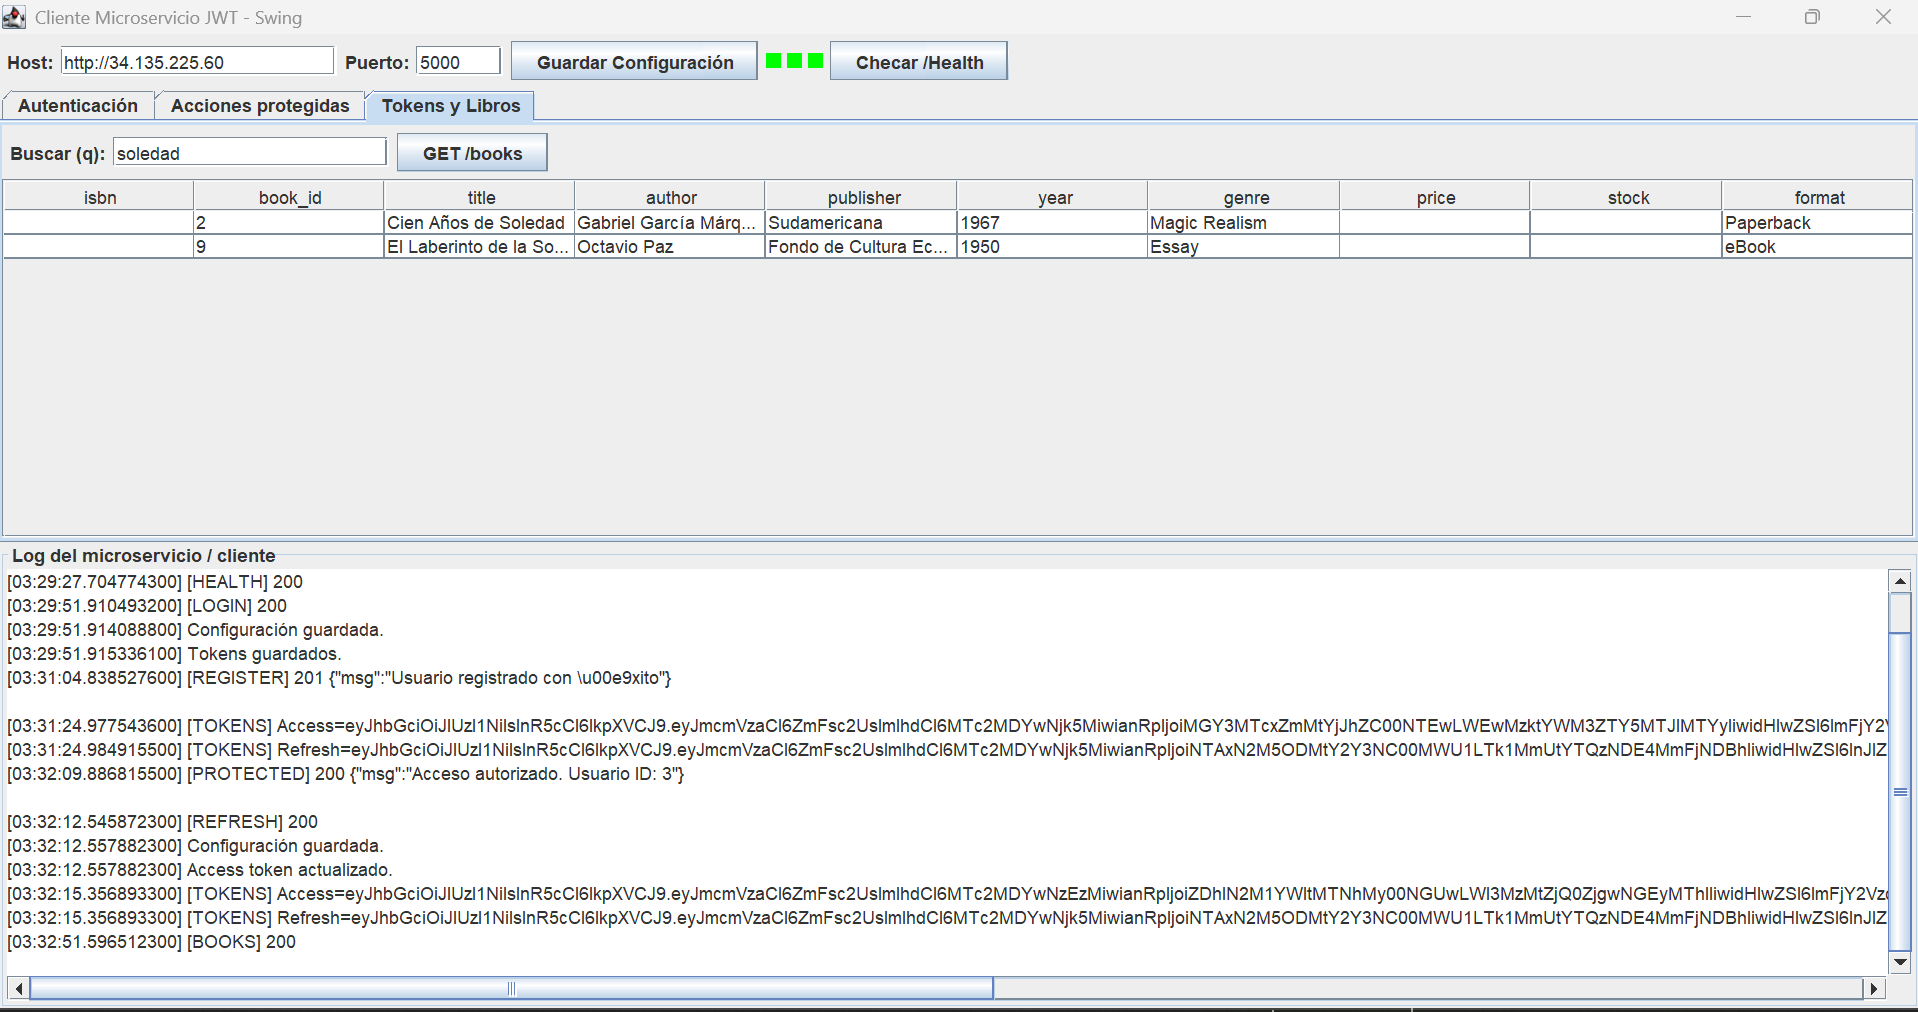 Cliente Microservicio JWT - Swing
Host: http://34.135.225.60 Puerto: 5000 Guardar Configuración Checar /Health
Autenticación Acciones protegidas Tokens y Libros
Buscar (q): soledad GET /books
isbn book_id title author publisher year genre price stock format
2 Cien Años de Soledad Gabriel García Márq... Sudamericana 1967 Magic Realism Paperback
9 El Laberinto de la So... Octavio Paz Fondo de Cultura Ec... 1950 Essay eBook
Log del microservicio / cliente
[03:29:27.704774300] [HEALTH] 200
[03:29:51.910493200] [LOGIN] 200
[03:29:51.914088800] Configuración guardada.
[03:29:51.915336100] Tokens guardados.
[03:31:04.838527600] [REGISTER] 201 {"msg":"Usuario registrado con \u00e9xito"}
[03:31:24.977543600] [TOKENS] Access=
[03:31:24.984915500] [TOKENS] Refresh=
[03:32:09.886815500] [PROTECTED] 200 {"msg":"Acceso autorizado. Usuario ID: 3"}
[03:32:12.545872300] [REFRESH] 200
[03:32:12.557882300] Configuración guardada.
[03:32:12.557882300] Access token actualizado.
[03:32:15.356893300] [TOKENS] Access=
[03:32:15.356893300] [TOKENS] Refresh=
[03:32:51.596512300] [BOOKS] 200